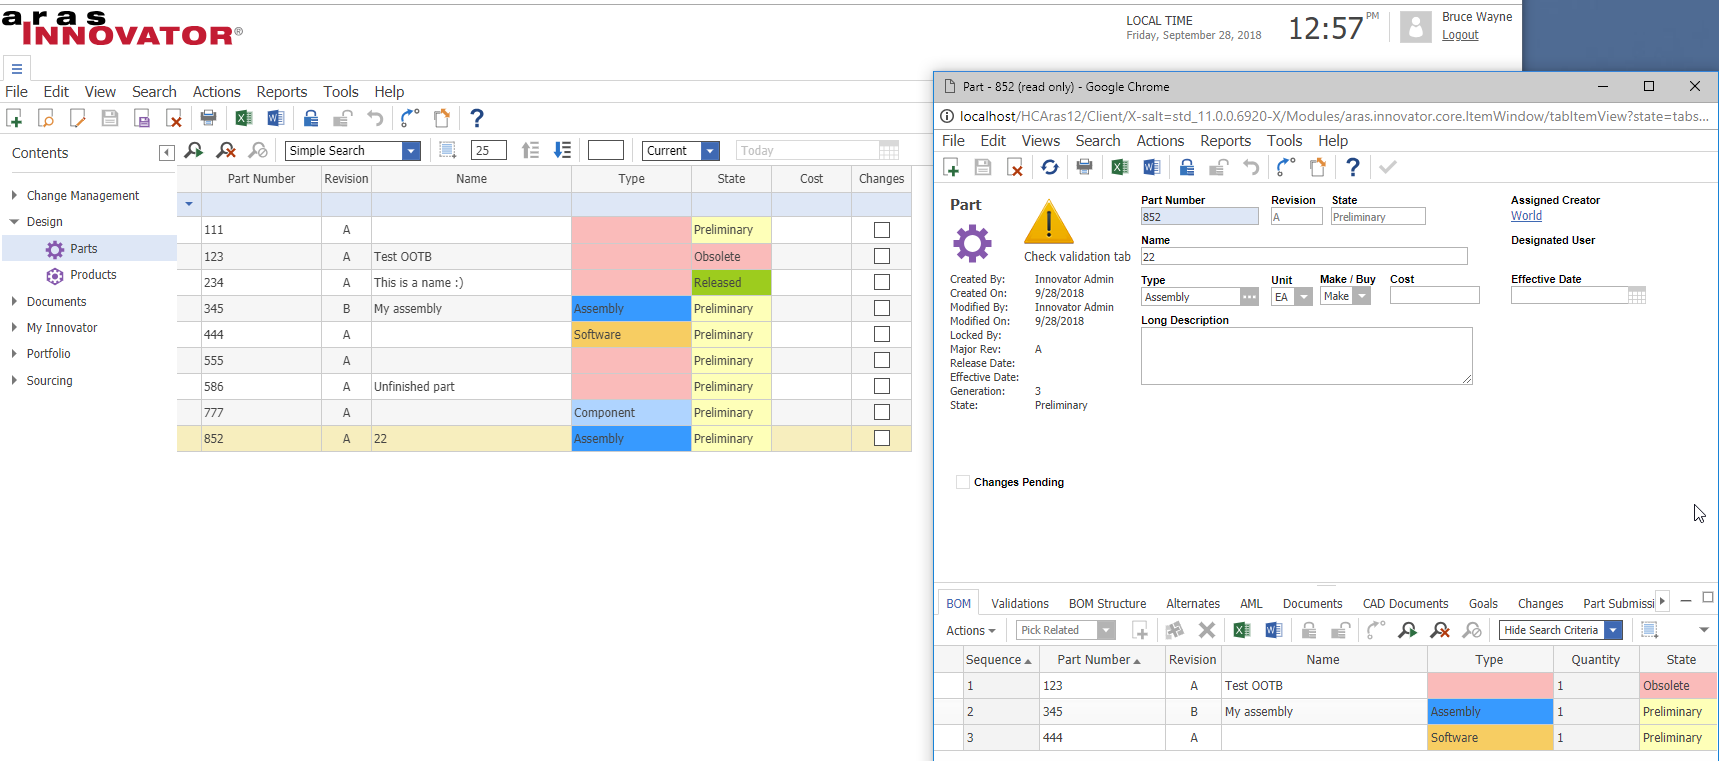 aras
INNOVATOR®
LOCAL TIME
Friday, September 28, 2018
12:57 PM
Bruce Wayne
Logout
File Edit View Search Actions Reports Tools Help
Contents
Simple Search 25 Current Today
Change Management
Design
Parts
Products
Documents
My Innovator
Portfolio
Sourcing
Part Number Revision Name Type State Cost Changes
111 A Preliminary
123 A Test OOTB Obsolete
234 A This is a name :) Released
345 B My assembly Assembly Preliminary
444 A Software Preliminary
555 A Preliminary
586 A Unfinished part Preliminary
777 A Component Preliminary
852 A 22 Assembly Preliminary
Part - 852 (read only) - Google Chrome
localhost/HCAras12/Client/X-salt=std_11.0.0.6920-X/Modules/aras.innovator.core.ItemWindow/tabItemView?state=tabs...
File Edit Views Search Actions Reports Tools Help
Part
Check validation tab
Created By: Innovator Admin
Created On: 9/28/2018
Modified By: Innovator Admin
Modified On: 9/28/2018
Locked By:
Major Rev: A
Release Date:
Effective Date:
Generation: 3
State: Preliminary
Part Number Revision State Assigned Creator
852 A Preliminary World
Name Designated User
22
Type Unit Make / Buy Cost Effective Date
Assembly EA Make
Long Description
Changes Pending
BOM Validations BOM Structure Alternates AML Documents CAD Documents Goals Changes Part Submissi
Actions Pick Related Hide Search Criteria
Sequence Part Number Revision Name Type Quantity State
1 123 A Test OOTB 1 Obsolete
2 345 B My assembly Assembly 1 Preliminary
3 444 A Software 1 Preliminary